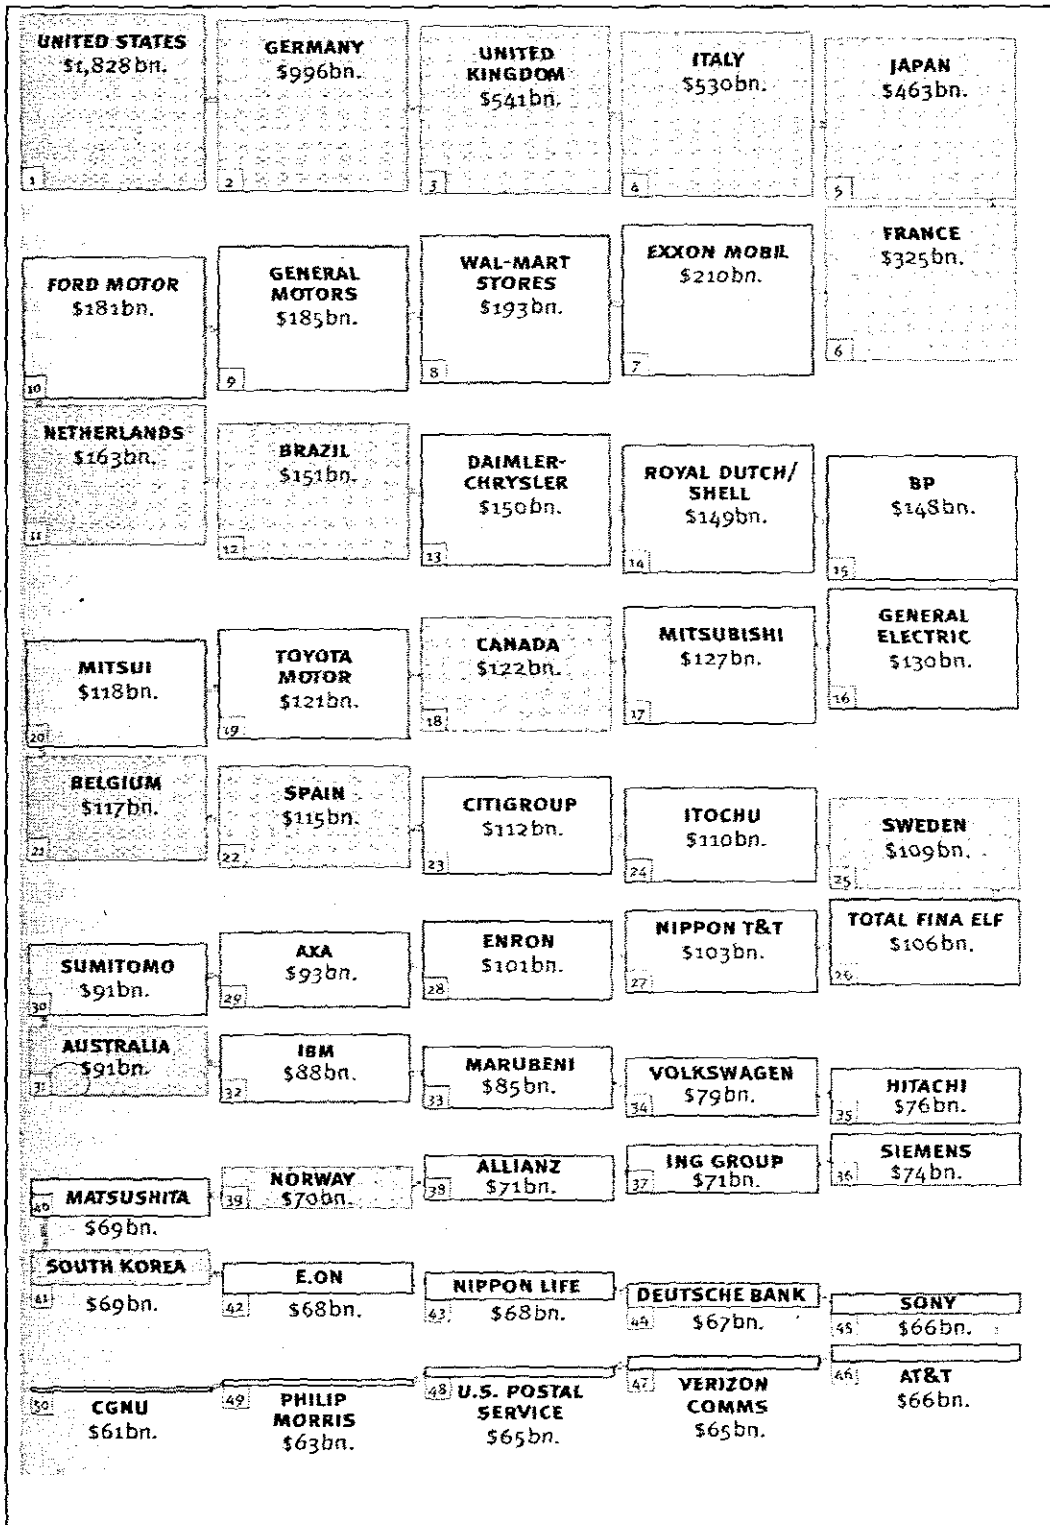 UNITED STATES
$1,828bn.
1
GERMANY
$996bn.
2
UNITED
KINGDOM
$541bn.
3
ITALY
$530bn.
4
JAPAN
$463bn.
5
FORD MOTOR
$181bn.
10
GENERAL
MOTORS
$185bn.
9
WAL-MART
STORES
$193bn.
8
EXXON MOBIL
$210bn.
7
FRANCE
$325bn.
6
NETHERLANDS
$163bn.
11
BRAZIL
$151bn.
12
DAIMLER-
CHRYSLER
$150bn.
13
ROYAL DUTCH/
SHELL
$149bn.
14
BP
$148bn.
15
MITSUI
$118bn.
20
TOYOTA
MOTOR
$121bn.
19
CANADA
$122bn.
18
MITSUBISHI
$127bn.
17
GENERAL
ELECTRIC
$130bn.
16
BELGIUM
$117bn.
21
SPAIN
$115bn.
22
CITIGROUP
$112bn.
23
ITOCHU
$110bn.
24
SWEDEN
$109bn.
25
SUMITOMO
$91bn.
30
AXA
$93bn.
29
ENRON
$101bn.
28
NIPPON T&T
$103bn.
27
TOTAL FINA ELF
$106bn.
26
AUSTRALIA
$91bn.
31
IBM
$88bn.
32
MARUBENI
$85bn.
33
VOLKSWAGEN
$79bn.
34
HITACHI
$76bn.
35
MATSUSHITA
40
$69bn.
NORWAY
$70bn.
39
ALLIANZ
$71bn.
38
ING GROUP
$71bn.
37
SIEMENS
$74bn.
36
SOUTH KOREA
$69bn.
41
E.ON
$68bn.
42
NIPPON LIFE
$68bn.
43
DEUTSCHE BANK
$67bn.
44
SONY
$66bn.
45
50
CGNU
$61bn.
49
PHILIP
MORRIS
$63bn.
48
U.S. POSTAL
SERVICE
$65bn.
47
VERIZON
COMMS
$65bn.
46
AT&T
$66bn.